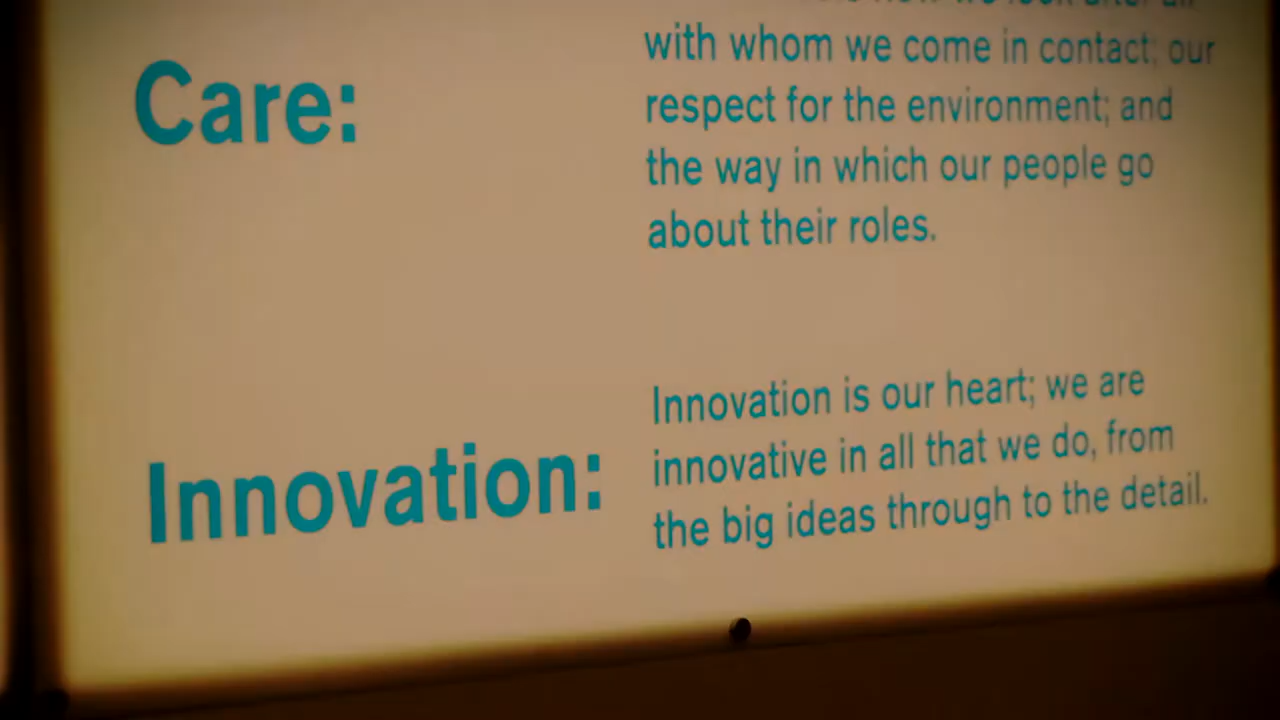 Care:
with whom we come in contact; our
respect for the environment; and
the way in which our people go
about their roles.
Innovation:
Innovation is our heart; we are
innovative in all that we do, from
the big ideas through to the detail.